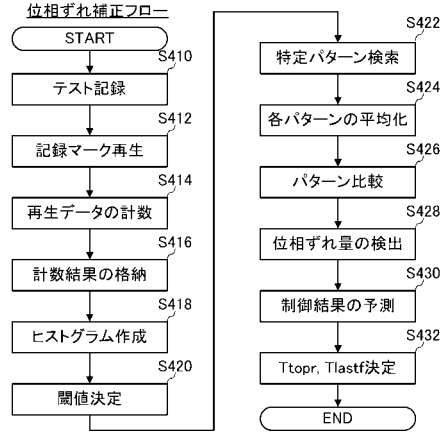 位相ずれ補正フロー
START
S410
テスト記録
S412
記録マーク再生
S414
再生データの計数
S416
計数結果の格納
S418
ヒストグラム作成
S420
閾値決定
S422
特定パターン検索
S424
各パターンの平均化
S426
パターン比較
S428
位相ずれ量の検出
S430
制御結果の予測
S432
Ttopr, Tlastf決定
END